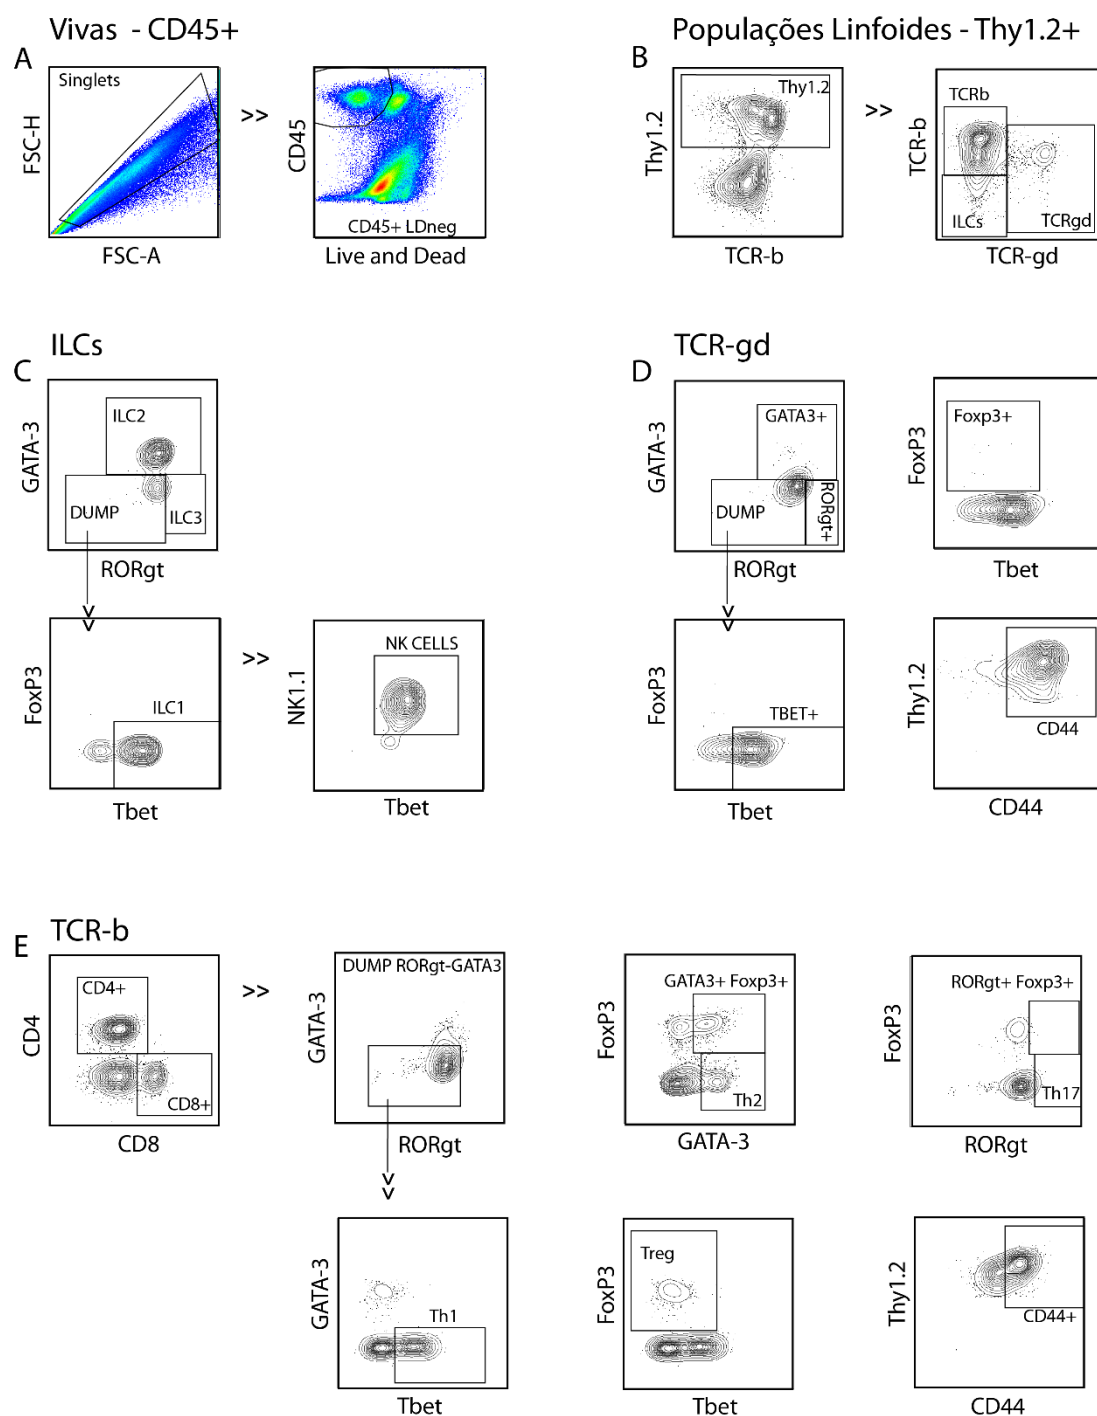 Vivas - CD45+
Populações Linfoides - Thy1.2+
A
Singlets
FSC-H
FSC-A
>>
CD45
CD45+ LDneg
Live and Dead
B
Thy1.2
Thy1.2
TCR-b
>>
TCRb
TCR-b
ILCs
TCRgd
TCR-gd
ILCs
C
GATA-3
ILC2
DUMP
ILC3
RORgt
>>
FoxP3
ILC1
Tbet
>>
NK CELLS
NK1.1
Tbet
TCR-gd
D
GATA-3
GATA3+
DUMP
RORgt+
RORgt
>>
FoxP3
Foxp3+
Tbet
FoxP3
TBET+
Tbet
Thy1.2
CD44
CD44
TCR-b
E
CD4
CD4+
CD8+
CD8
>>
DUMP RORgt-GATA3
GATA-3
RORgt
>>
FoxP3
GATA3+ Foxp3+
Th2
GATA-3
FoxP3
RORgt+ Foxp3+
Th17
RORgt
GATA-3
Th1
Tbet
FoxP3
Treg
Tbet
Thy1.2
CD44+
CD44